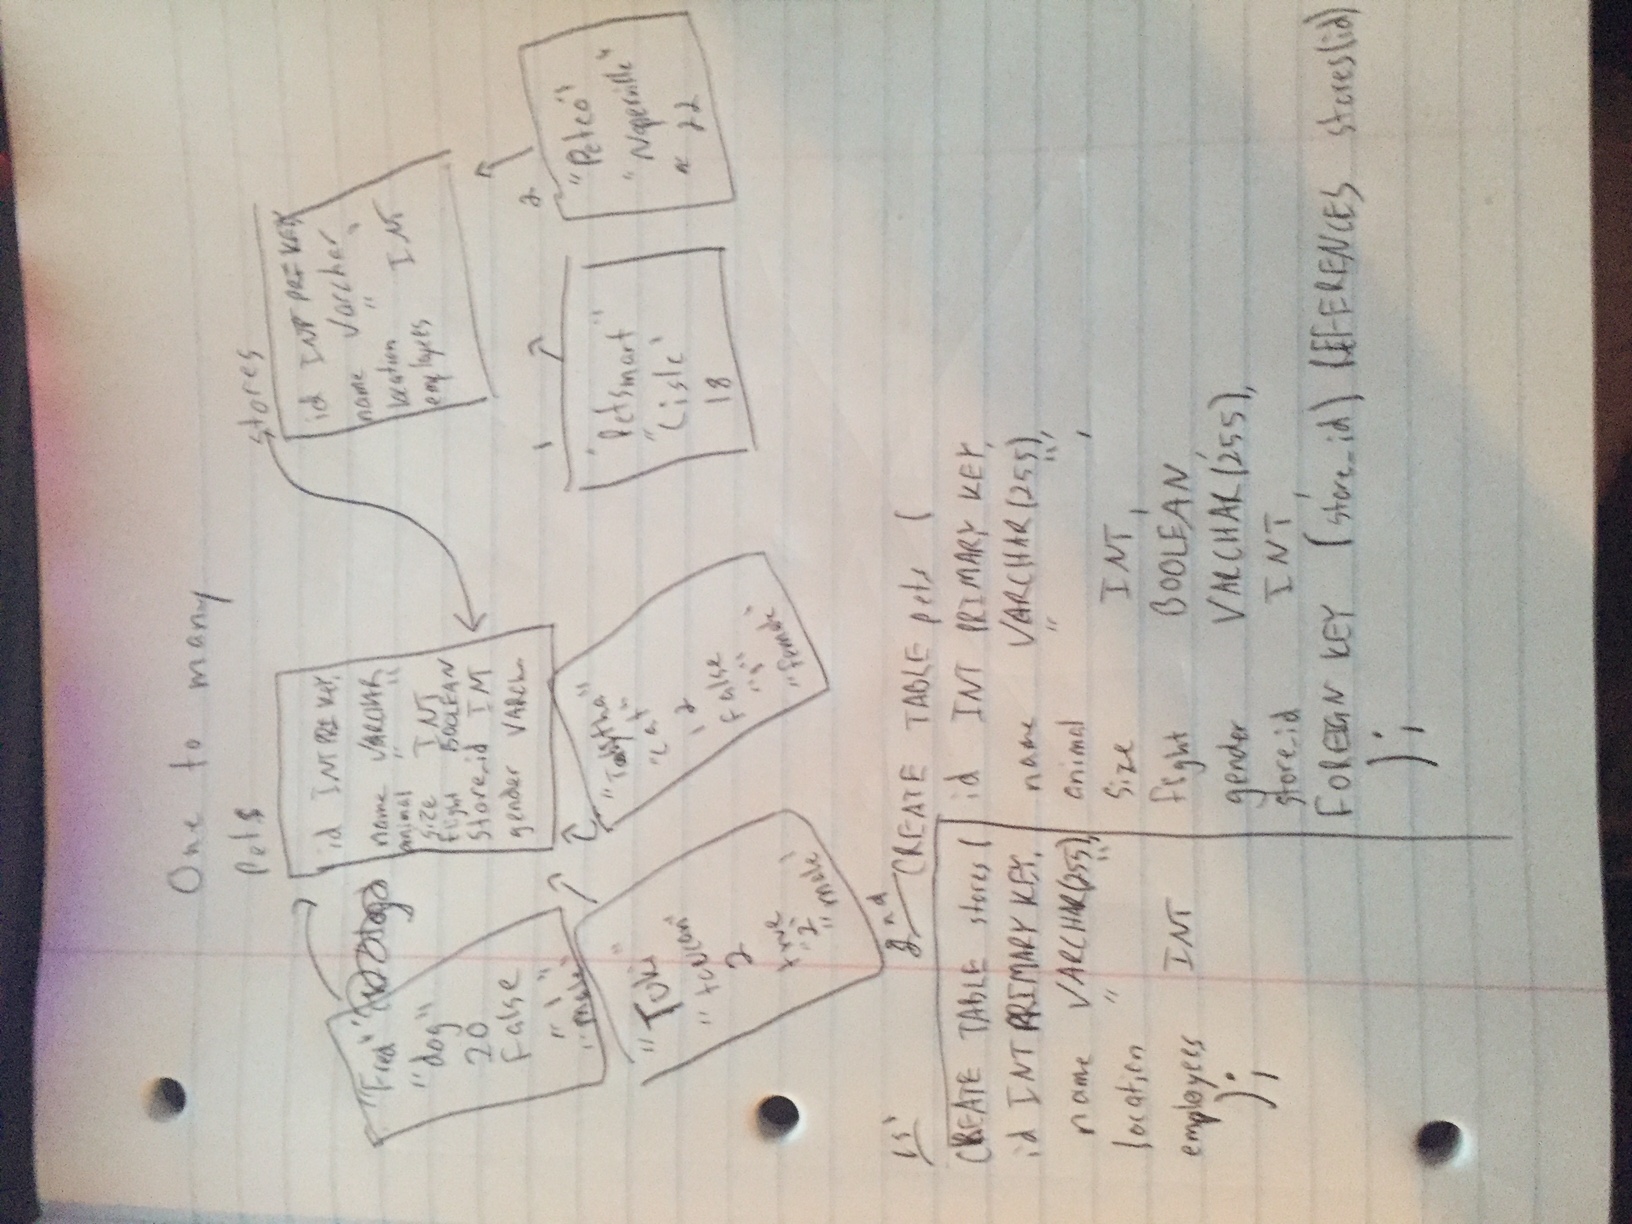 One to many
Pets
id INT PRI KEY,
name VARCHAR,
animal " "
size INT
flight BOOLEAN
store_id INT
gender VARCh
stores
id INT PRI KEY
name Varchar
location " "
employees INT
"Fred"
"dog"
20
False
"1"
"male"
"Tuki"
"toucan"
2
true
"2"
"male"
"Tabytha"
"cat"
12
False
"1"
"female"
1
"Petsmart"
"Lisle"
18
2
"Petco"
"Naperville"
22
1st
CREATE TABLE stores (
id INT PRIMARY KEY,
name VARCHAR(255),
location " "
employees INT
);
2nd
CREATE TABLE pets (
id INT PRIMARY KEY,
name VARCHAR(255),
animal " ",
size INT,
flght BOOLEAN,
gender VARCHAR(255),
store_id INT,
FOREIGN KEY (store_id) REFERENCES stores(id)
);